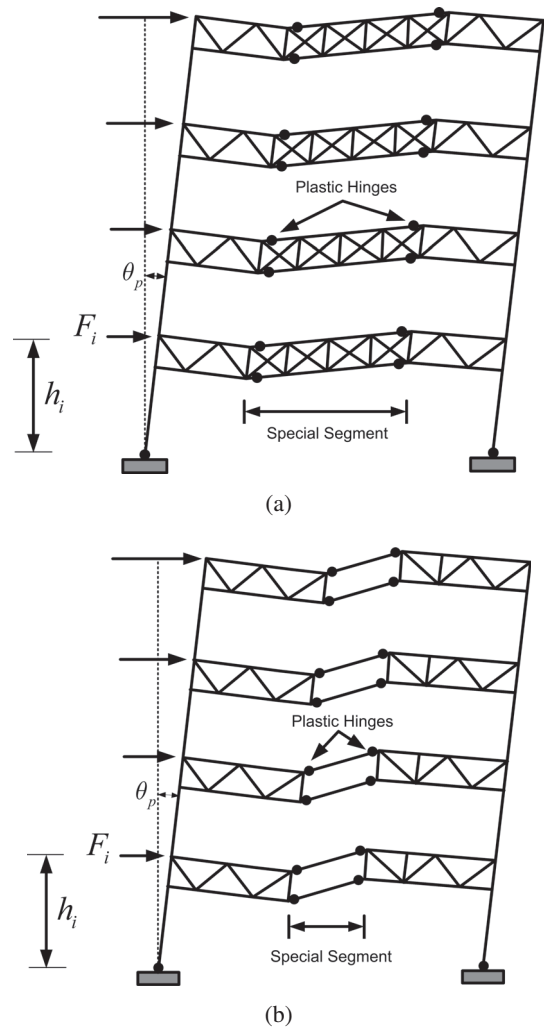 Plastic Hinges
θp
Fi
hi
Special Segment
(a)
Plastic Hinges
θp
Fi
hi
Special Segment
(b)